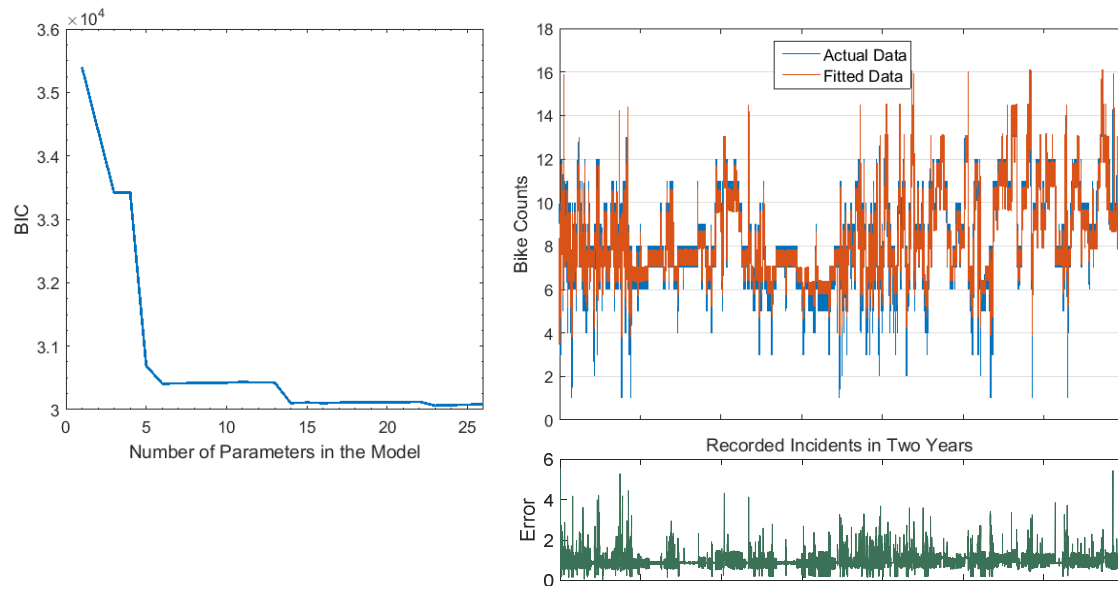 ×10⁴
3.6
3.5
3.4
3.3
3.2
3.1
3
BIC
0 5 10 15 20 25
Number of Parameters in the Model
18
16
14
12
10
8
6
4
2
0
Bike Counts
Actual Data
Fitted Data
Recorded Incidents in Two Years
6
4
2
0
Error